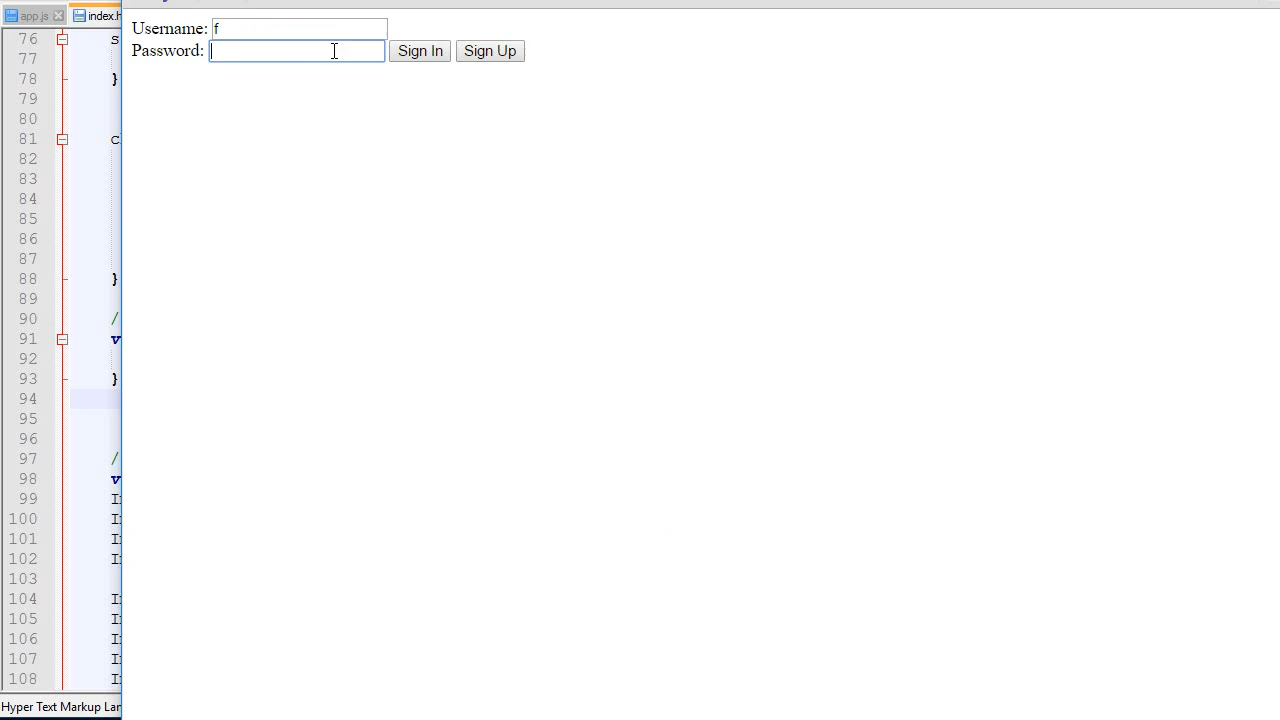 app.js index.h
Username: f
Password: Sign In Sign Up
76 s
77
78 }
79
80
81 cl
82
83
84
85
86
87
88 }
89
90 /
91 v
92
93 }
94
95
96
97 /
98 v
99 I
100 I
101 I
102 I
103
104 I
105 I
106 I
107 I
108 I
Hyper Text Markup Lan